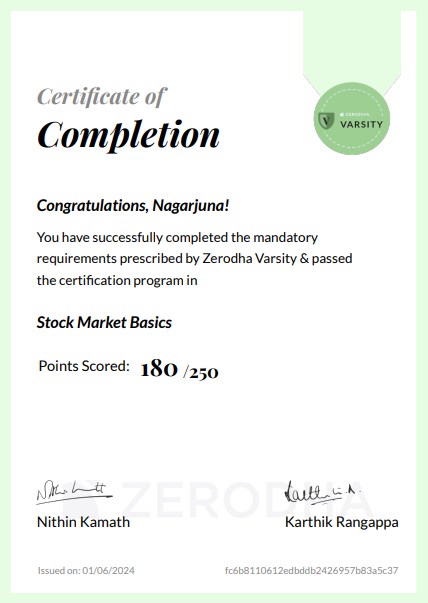 Certificate of
Completion
ZERODHA
VARSITY
Congratulations, Nagarjuna!
You have successfully completed the mandatory
requirements prescribed by Zerodha Varsity & passed
the certification program in
Stock Market Basics
Points Scored: 180 /250
ZERODHA
Nithin Kamath Karthik Rangappa
Issued on: 01/06/2024 fc6b8110612edbddb2426957b83a5c37